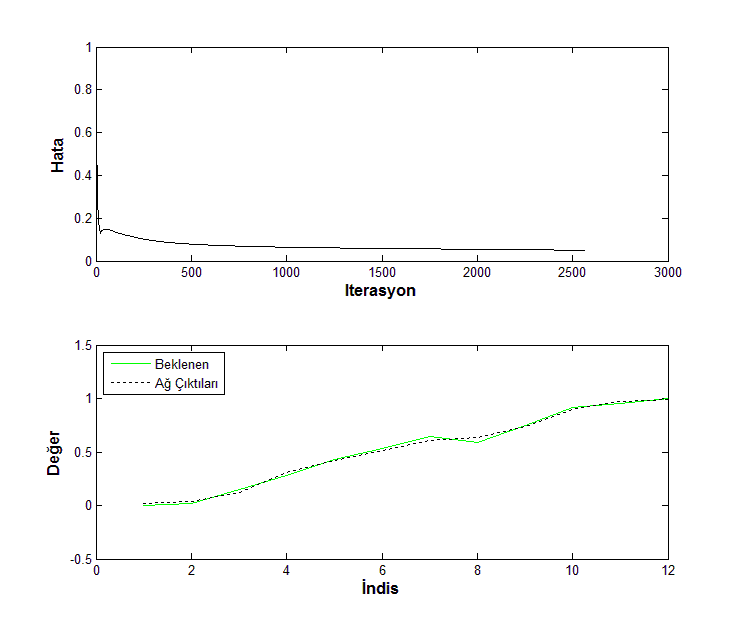 1
0.8
0.6
0.4
0.2
0
Hata
0 500 1000 1500 2000 2500 3000
Iterasyon
1.5
1
0.5
0
-0.5
Değer
Beklenen
Ağ Çıktıları
0 2 4 6 8 10 12
İndis